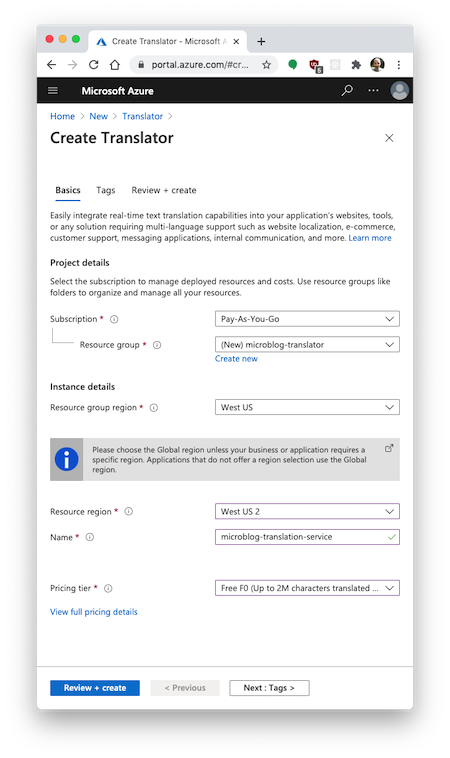 Create Translator - Microsoft A
portal.azure.com/#cr...
6
Microsoft Azure
Home > New > Translator >
Create Translator
Basics Tags Review + create
Easily integrate real-time text translation capabilities into your application's websites, tools,
or any solution requiring multi-language support such as website localization, e-commerce,
customer support, messaging applications, internal communication, and more. Learn more
Project details
Select the subscription to manage deployed resources and costs. Use resource groups like
folders to organize and manage all your resources.
Subscription * Pay-As-You-Go
Resource group * (New) microblog-translator
Create new
Instance details
Resource group region * West US
Please choose the Global region unless your business or application requires a
specific region. Applications that do not offer a region selection use the Global
region.
Resource region * West US 2
Name * microblog-translation-service
Pricing tier * Free F0 (Up to 2M characters translated ...
View full pricing details
Review + create < Previous Next : Tags >